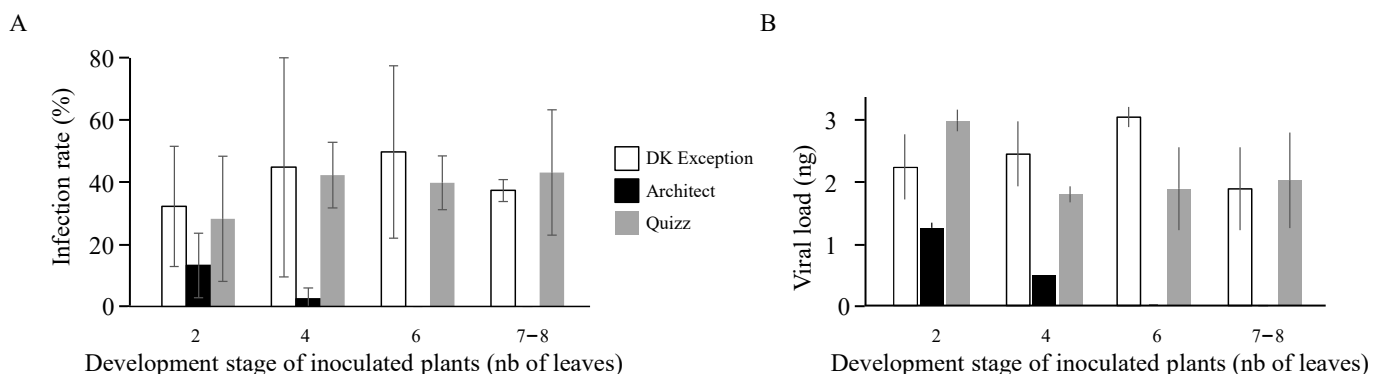 A
Infection rate (%)
80
60
40
20
0
2 4 6 7–8
Development stage of inoculated plants (nb of leaves)
DK Exception
Architect
Quizz
B
Viral load (ng)
3
2
1
0
2 4 6 7–8
Development stage of inoculated plants (nb of leaves)